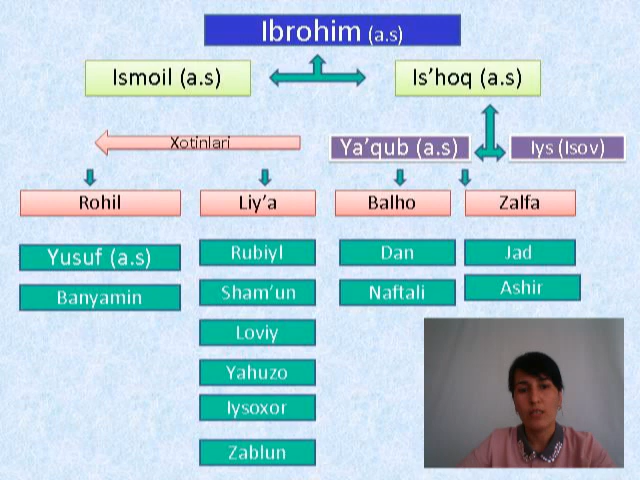 Ibrohim (a.s)
Ismoil (a.s)
Is'hoq (a.s)
Xotinlari
Ya'qub (a.s)
Iys (Isov)
Rohil
Liy'a
Balho
Zalfa
Yusuf (a.s)
Rubiyl
Dan
Jad
Banyamin
Sham'un
Naftali
Ashir
Loviy
Yahuzo
Iysoxor
Zablun